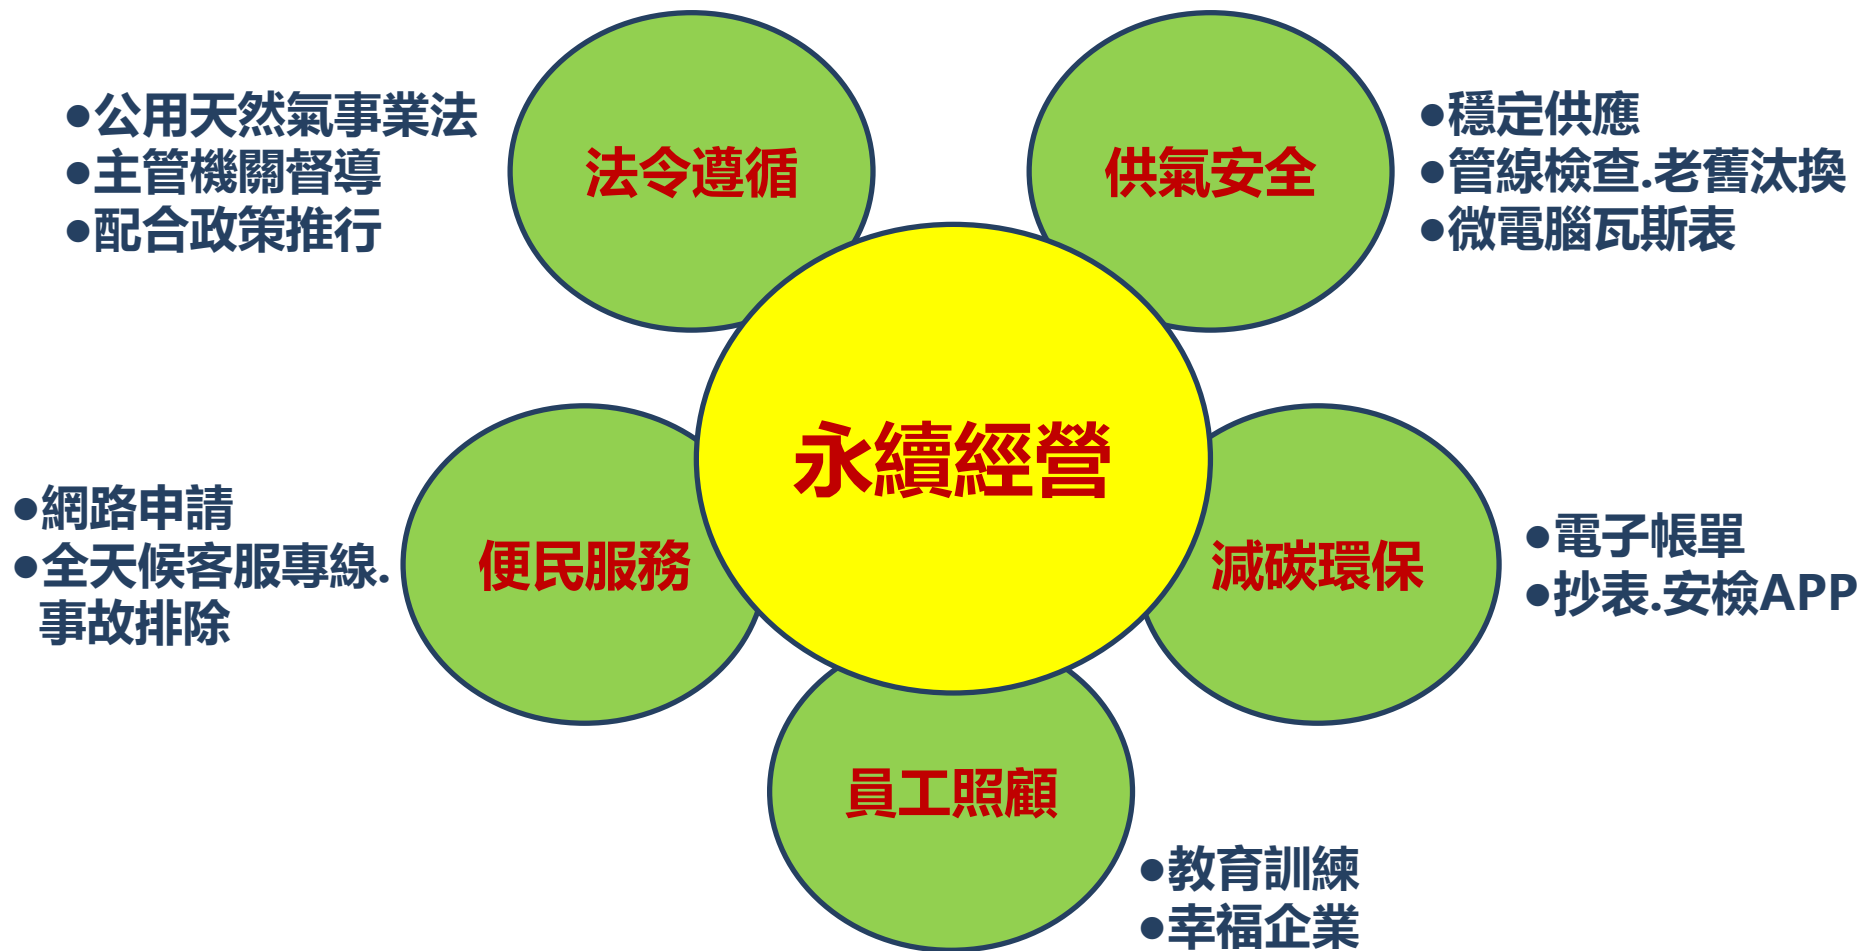 ●公用天然氣事業法
●主管機關督導
●配合政策推行
法令遵循
供氣安全
●穩定供應
●管線檢查.老舊汰換
●微電腦瓦斯表
永續經營
●網路申請
●全天候客服專線.
事故排除
便民服務
減碳環保
●電子帳單
●抄表.安檢APP
員工照顧
●教育訓練
●幸福企業